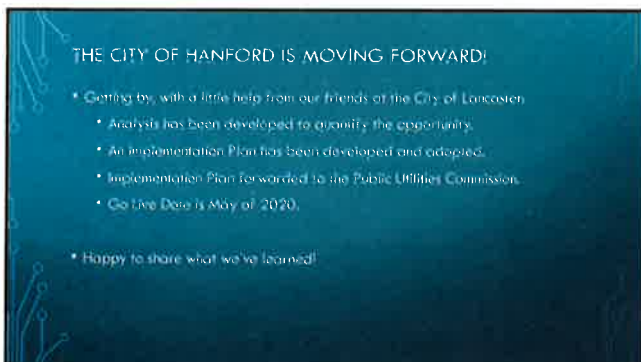 THE CITY OF HANFORD IS MOVING FORWARD!
• Getting by, with a little help from our friends at the City of Lancaster.
• Analysis has been developed to quantify the opportunity.
• An Implementation Plan has been developed and adopted.
• Implementation Plan forwarded to the Public Utilities Commission.
• Go Live Date is May of 2020.
• Happy to share what we've learned!